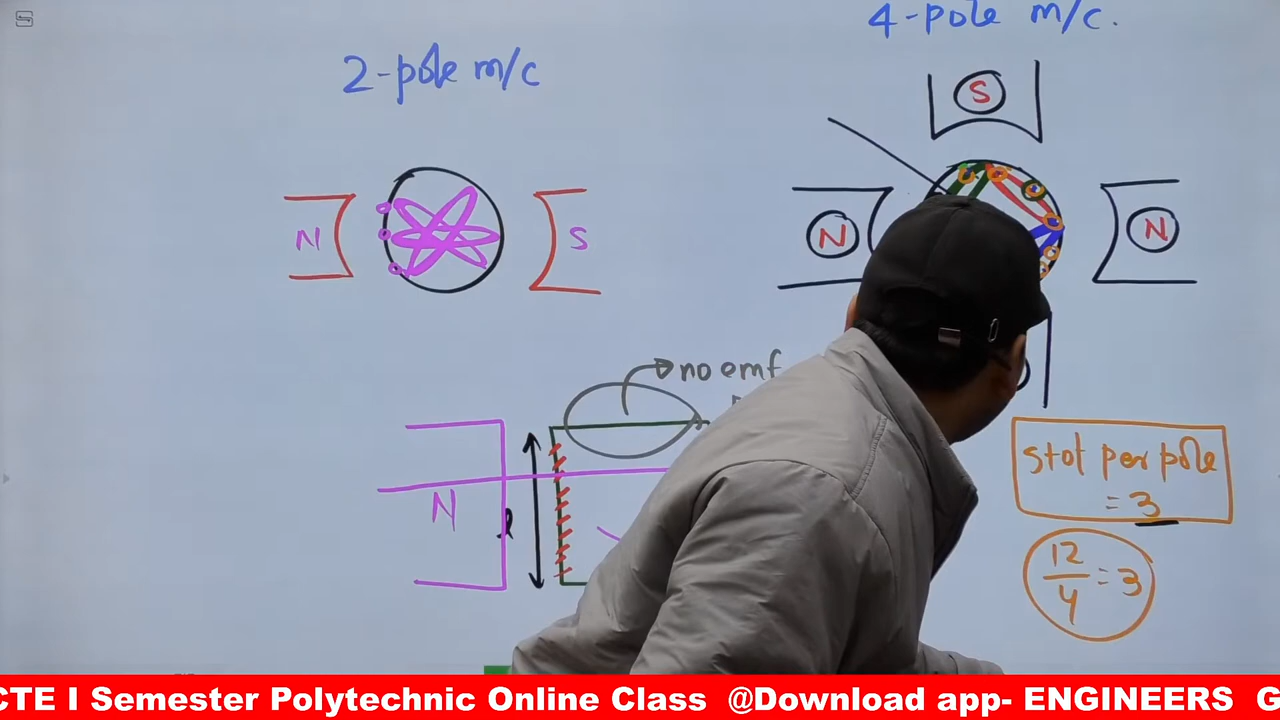 4-pole m/c.
2-pole m/c
S
N
S
N
N
no emf
N
l
slot per pole
= 3
12
4
= 3
CTE I Semester Polytechnic Online Class @Download app- ENGINEERS G